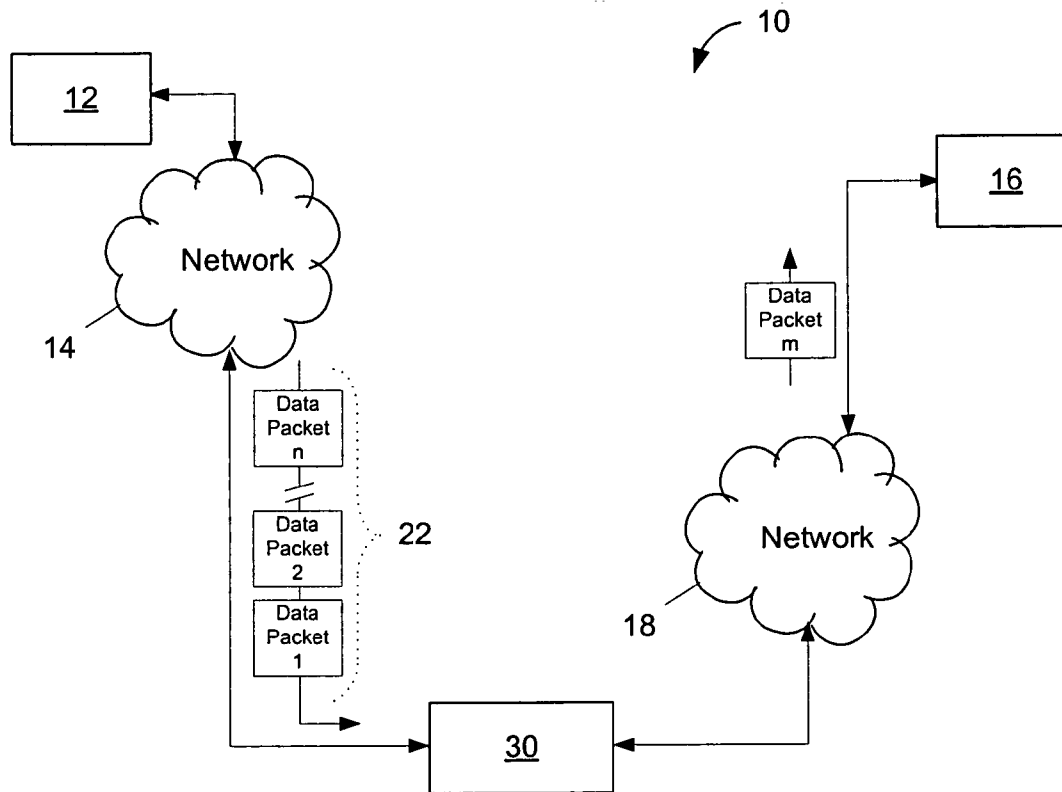 10
12
16
Network
Data
Packet
m
14
Data
Packet
n
Data
Packet
2
22
Network
Data
Packet
1
18
30